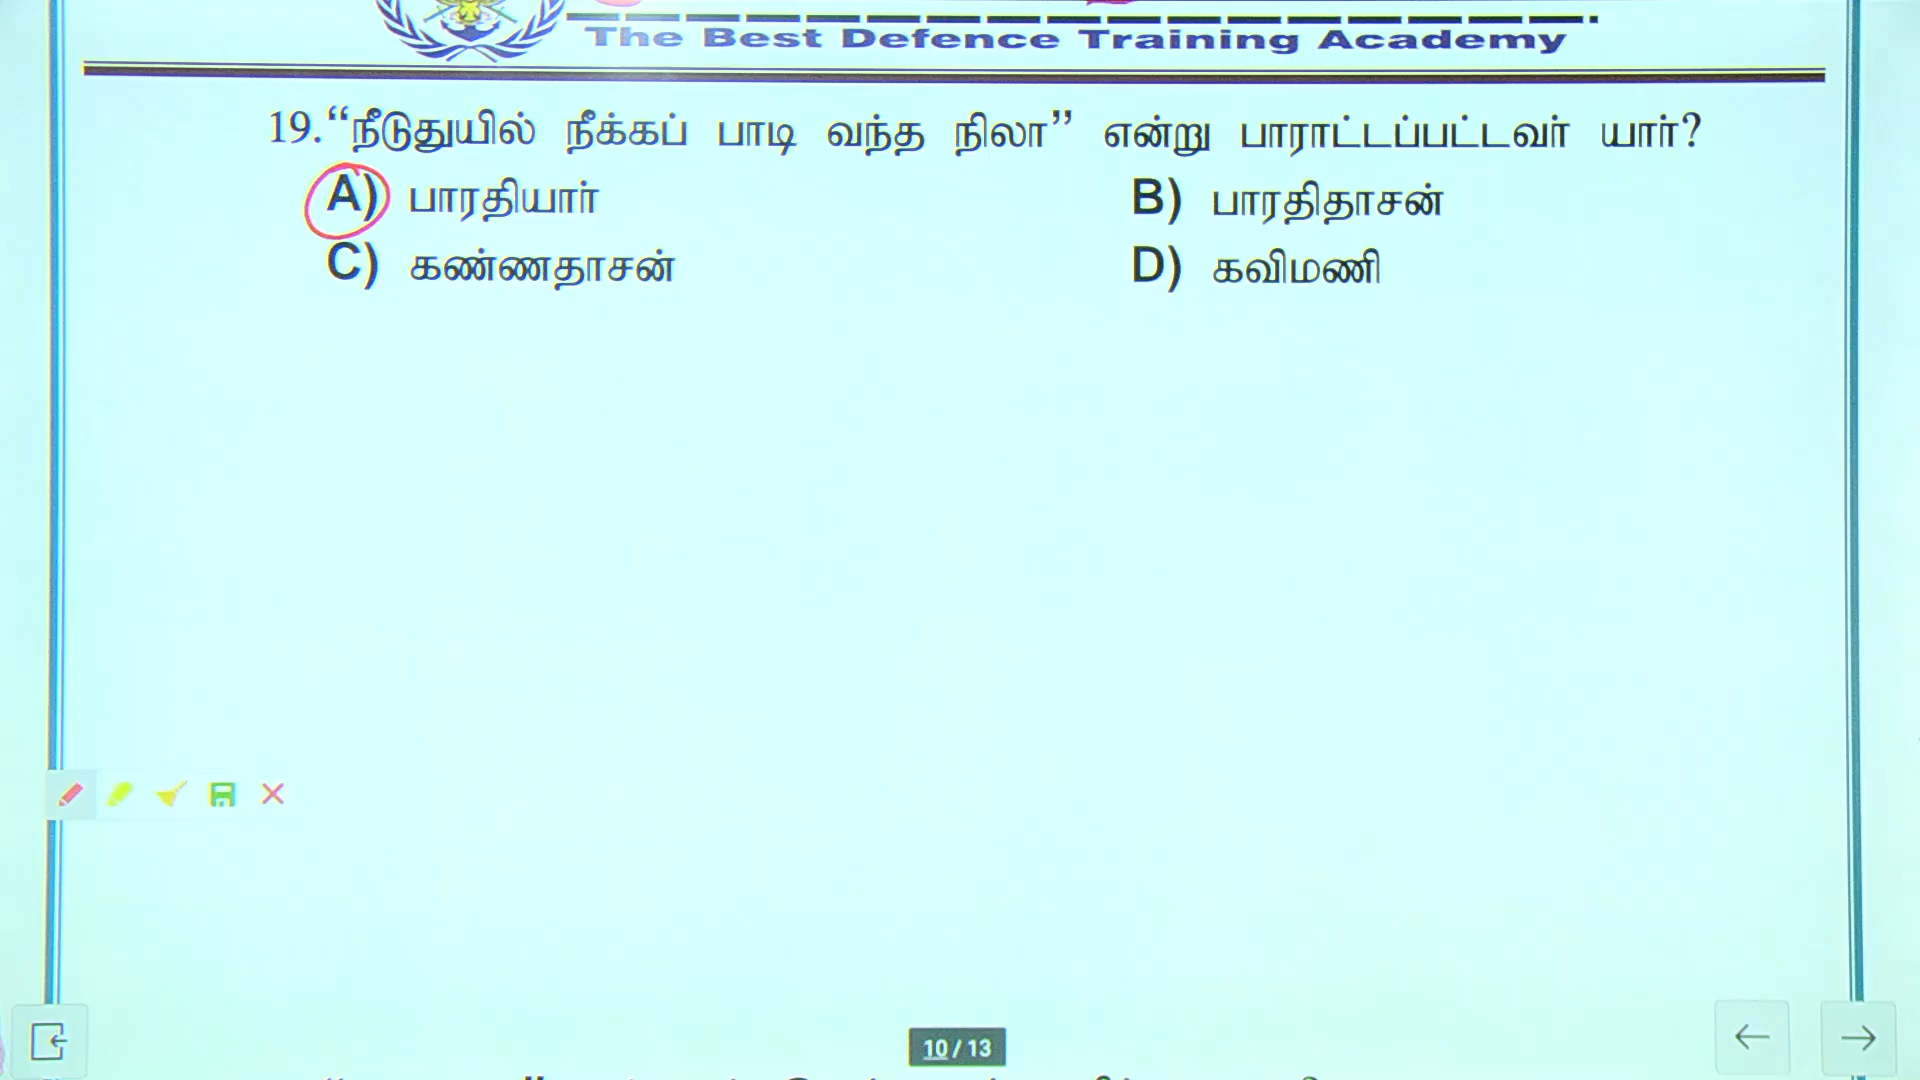 The Best Defence Training Academy
19. “நீடுதுயில் நீக்கப் பாடி வந்த நிலா” என்று பாராட்டப்பட்டவர் யார்?
A) பாரதியார்
B) பாரதிதாசன்
C) கண்ணதாசன்
D) கவிமணி
10 / 13